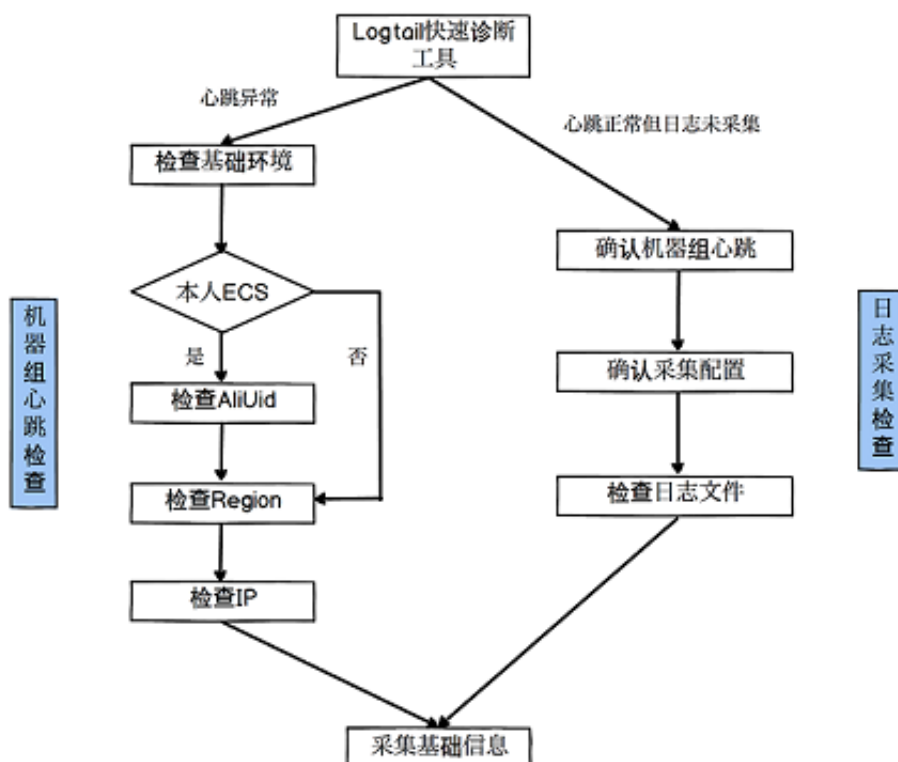 Logtail快速诊断
工具
心跳异常
心跳正常但日志未采集
检查基础环境
确认机器组心跳
本人ECS
机器组心跳检查
日志采集检查
是
否
确认采集配置
检查AliUid
检查Region
检查日志文件
检查IP
采集基础信息